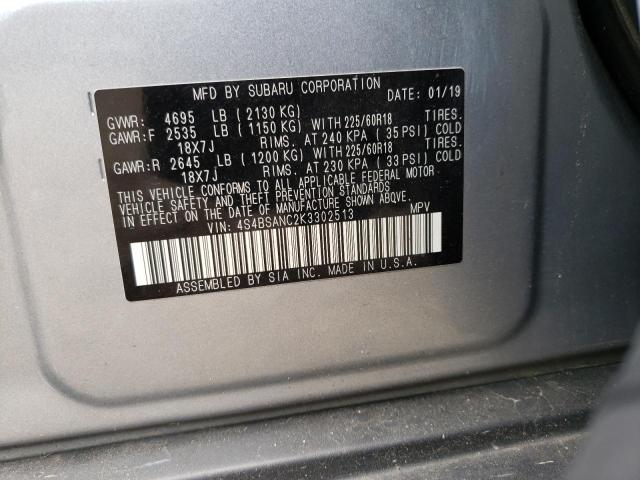 MFD BY SUBARU CORPORATION DATE: 01/19
GVWR: 4695 LB ( 2130 KG)
GAWR:F 2535 LB ( 1150 KG) WITH 225/60R18 TIRES.
18X7J RIMS. AT 240 KPA ( 35 PSI) COLD
GAWR:R 2645 LB ( 1200 KG) WITH 225/60R18 TIRES.
18X7J RIMS. AT 230 KPA ( 33 PSI) COLD
THIS VEHICLE CONFORMS TO ALL APPLICABLE FEDERAL MOTOR
VEHICLE SAFETY AND THEFT PREVENTION STANDARDS
IN EFFECT ON THE DATE OF MANUFACTURE SHOWN ABOVE.
VIN: 4S4BSANC2K3302513 MPV
ASSEMBLED BY SIA INC. MADE IN U.S.A.